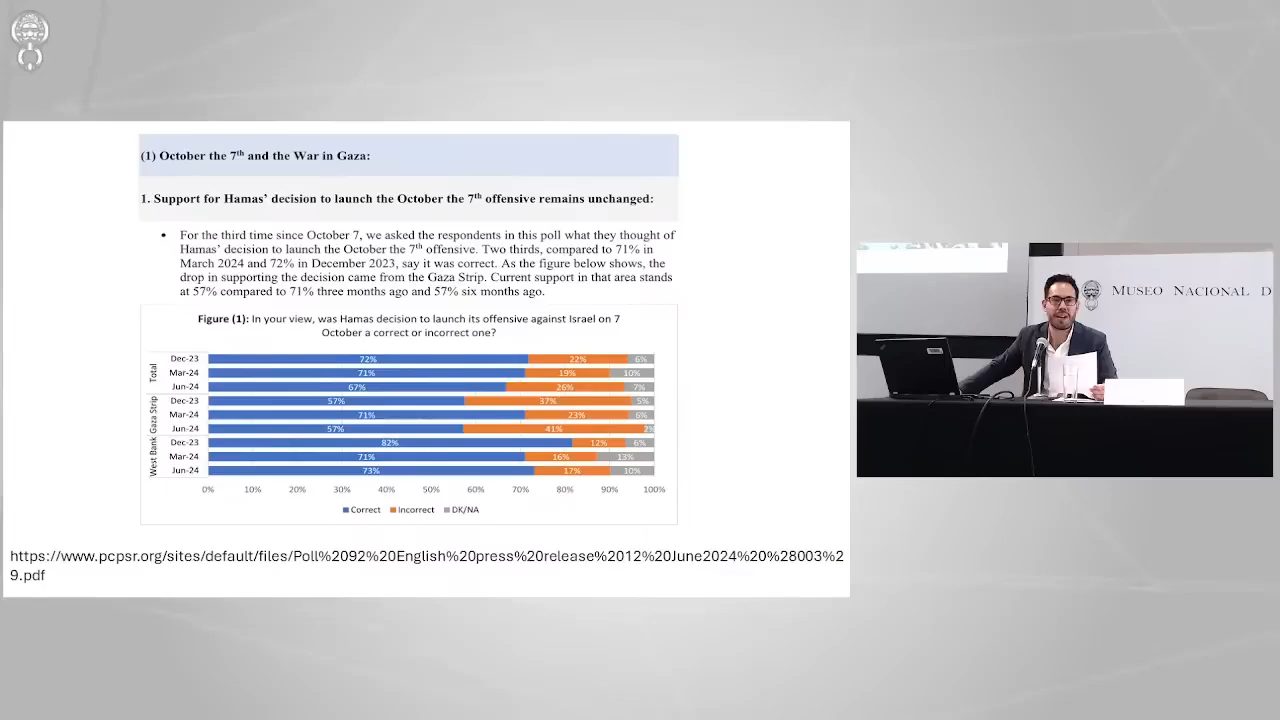 (1) October the 7th and the War in Gaza:
1. Support for Hamas’ decision to launch the October the 7th offensive remains unchanged:
• For the third time since October 7, we asked the respondents in this poll what they thought of
Hamas’ decision to launch the October the 7th offensive. Two thirds, compared to 71% in
March 2024 and 72% in December 2023, say it was correct. As the figure below shows, the
drop in supporting the decision came from the Gaza Strip. Current support in that area stands
at 57% compared to 71% three months ago and 57% six months ago.
Figure (1): In your view, was Hamas decision to launch its offensive against Israel on 7
October a correct or incorrect one?
Total
Dec-23 72% 22% 6%
Mar-24 71% 19% 10%
Jun-24 67% 26% 7%
Gaza Strip
Dec-23 57% 37% 5%
Mar-24 71% 23% 6%
Jun-24 57% 41% 2%
West Bank
Dec-23 82% 12% 6%
Mar-24 71% 16% 13%
Jun-24 73% 17% 10%
0% 10% 20% 30% 40% 50% 60% 70% 80% 90% 100%
Correct Incorrect DK/NA
https://www.pcpsr.org/sites/default/files/Poll%2092%20English%20press%20release%2012%20June2024%20%28003%2
9.pdf
MUSEO NACIONAL D